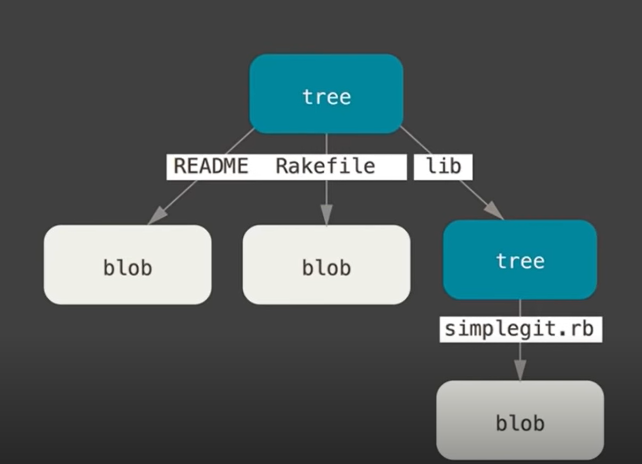 tree
README Rakefile lib
blob blob tree
simplegit.rb
blob